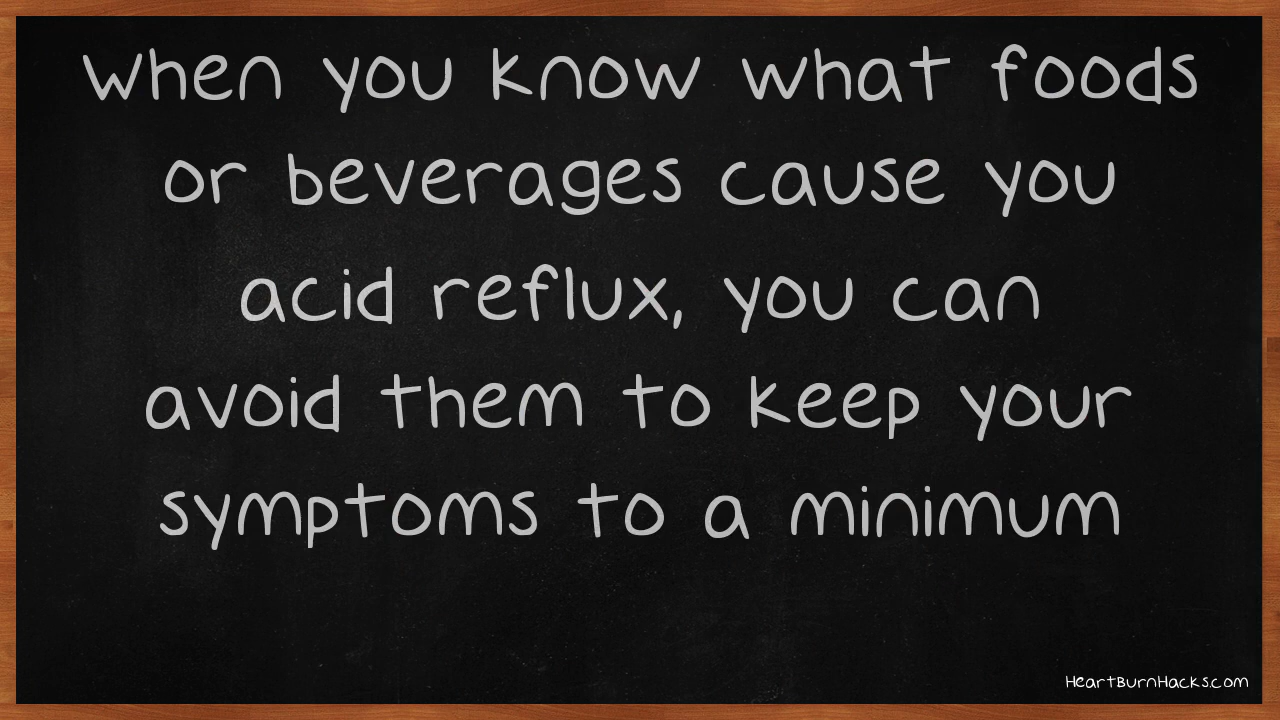 When you know what foods
or beverages cause you
acid reflux, you can
avoid them to keep your
symptoms to a minimum
HeartBurnHacks.com